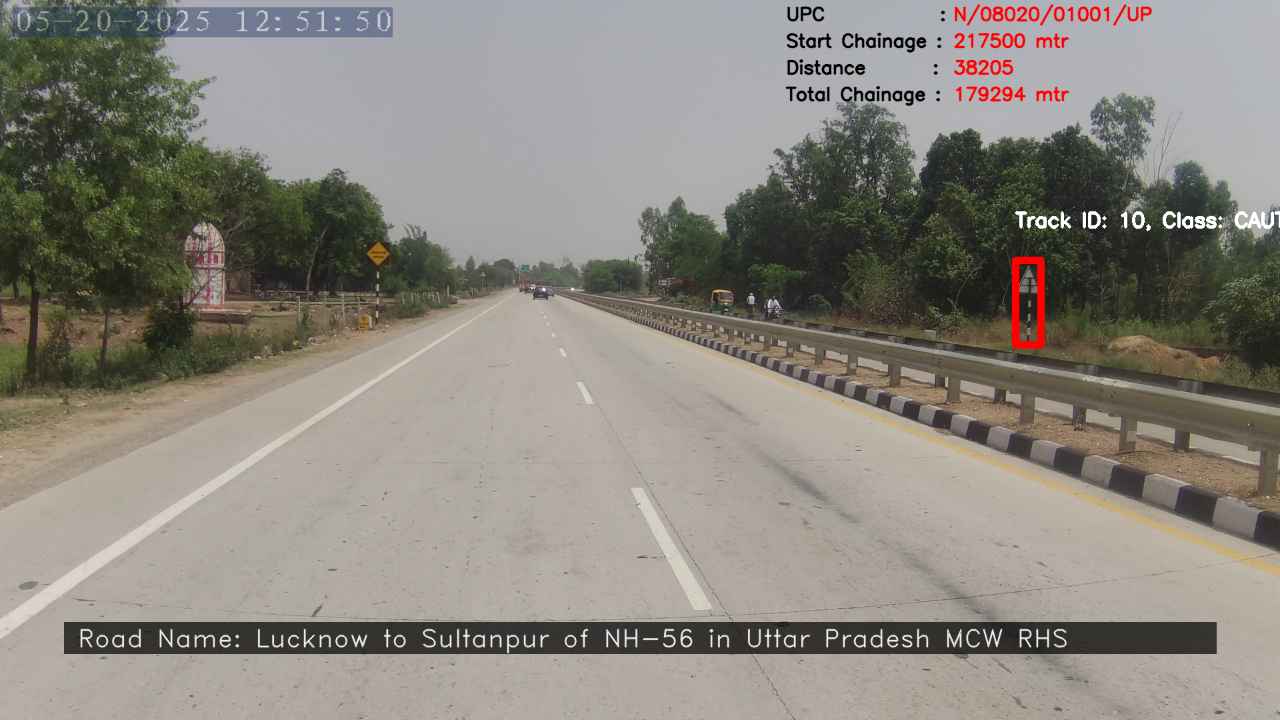 05-20-2025 12:51:50
UPC : N/08020/01001/UP
Start Chainage : 217500 mtr
Distance : 38205
Total Chainage : 179294 mtr
Track ID: 10, Class: CAUT
Road Name: Lucknow to Sultanpur of NH-56 in Uttar Pradesh MCW RHS